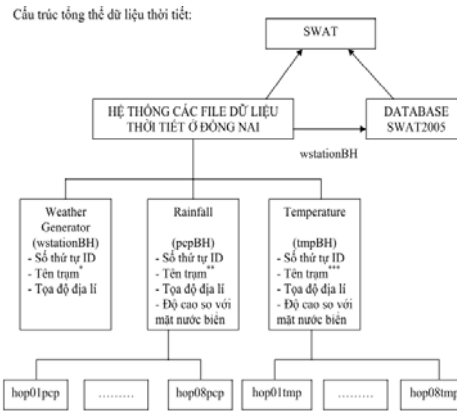 Cấu trúc tổng thể dữ liệu thời tiết:
SWAT
HỆ THỐNG CÁC FILE DỮ LIỆU
THỜI TIẾT Ở ĐỒNG NAI
DATABASE
SWAT2005
wstationBH
Weather
Generator
(wstationBH)
- Số thứ tự ID
- Tên trạm*
- Tọa độ địa lí
Rainfall
(pcpBH)
- Số thứ tự ID
- Tên trạm**
- Tọa độ địa lí
- Độ cao so với
mặt nước biển
Temperature
(tmpBH)
- Số thứ tự ID
- Tên trạm***
- Tọa độ địa lí
- Độ cao so với
mặt nước biển
hop01pcp
.........
hop08pcp
hop01tmp
.........
hop08tmp